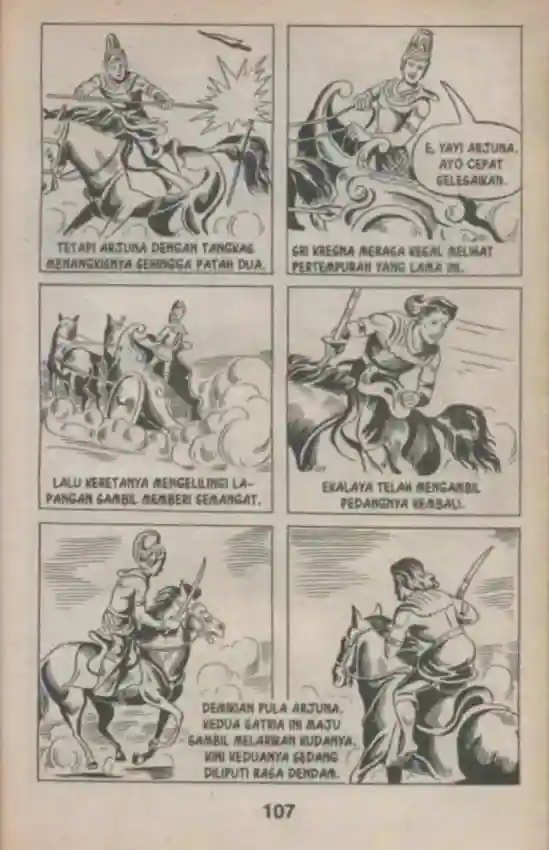 TETAPI ARJUNA DENGAN TANGKAS
MENANGKISNYA SEHINGGA PATAH DUA.
E, YAYI ARJUNA,
AYO CEPAT
SELESAIKAN.
SRI KRESNA MERASA KESAL MELIHAT
PERTEMPURAN YANG LAMA INI.
LALU KERETANYA MENGELILINGI LA-
PANGAN SAMBIL MEMBERI SEMANGAT.
EKALAYA TELAH MENGAMBIL
PEDANGNYA KEMBALI.
DEMIKIAN PULA ARJUNA.
KEDUA SATRIA INI MAJU
SAMBIL MELARIKAN KUDANYA.
KINI KEDUANYA SEDANG
DILIPUTI RASA DENDAM.
107